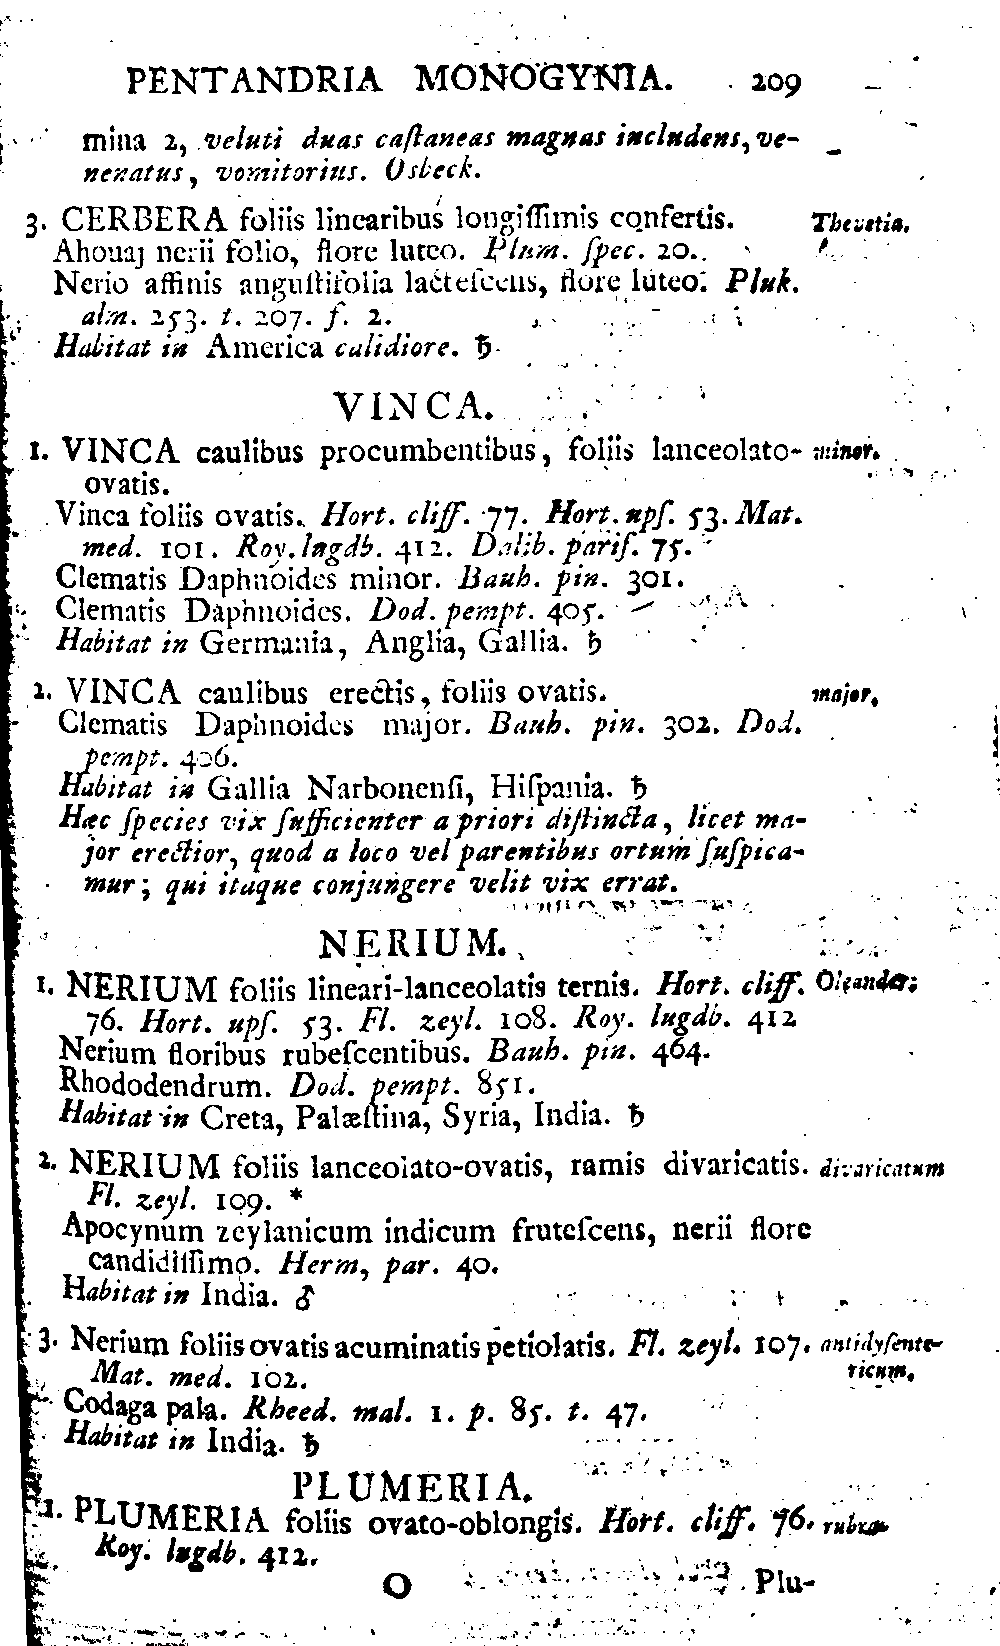 PENTANDRIA MONOGYNIA. 209
mina 2, veluti duas caſtaneas magnas includens, ve-
nenatus, vomitorius. Osbeck.
3. CERBERA foliis linearibus longiſſimis confertis. Thevetia.
Ahouaj nerii folio, flore luteo. Plum. ſpec. 20.
Nerio affinis anguſtifolia lacteſcens, flore luteo. Pluk.
alm. 253. t. 207. f. 2.
Habitat in America calidiore. ♄
VINCA.
1. VINCA caulibus procumbentibus, foliis lanceolato- minor.
ovatis.
Vinca foliis ovatis. Hort. cliff. 77. Hort. upſ. 53. Mat.
med. 101. Roy. lugdb. 412. Dalib. pariſ. 75.
Clematis Daphnoides minor. Bauh. pin. 301.
Clematis Daphnoides. Dod. pempt. 405.
Habitat in Germania, Anglia, Gallia. ♄
2. VINCA caulibus erectis, foliis ovatis. major.
Clematis Daphnoides major. Bauh. pin. 302. Dod.
pempt. 406.
Habitat in Gallia Narbonenſi, Hiſpania. ♄
Hæc ſpecies vix ſufficienter a priori diſtincta, licet ma-
jor erectior, quod a loco vel parentibus ortum ſuſpica-
mur; qui itaque conjungere velit vix errat.
NERIUM.
1. NERIUM foliis lineari-lanceolatis ternis. Hort. cliff. Oleander.
76. Hort. upſ. 53. Fl. zeyl. 108. Roy. lugdb. 412
Nerium floribus rubeſcentibus. Bauh. pin. 464.
Rhododendrum. Dod. pempt. 851.
Habitat in Creta, Palæſtina, Syria, India. ♄
2. NERIUM foliis lanceolato-ovatis, ramis divaricatis. divaricatum
Fl. zeyl. 109. *
Apocynum zeylanicum indicum fruteſcens, nerii flore
candidiſſimo. Herm, par. 40.
Habitat in India. ♂
3. Nerium foliis ovatis acuminatis petiolatis. Fl. zeyl. 107. antidyſente-
Mat. med. 102. ricum.
Codaga pala. Rheed. mal. 1. p. 85. t. 47.
Habitat in India. ♄
PLUMERIA.
1. PLUMERIA foliis ovato-oblongis. Hort. cliff. 76. rubra.
Roy. lugdb. 412.
O Plu-